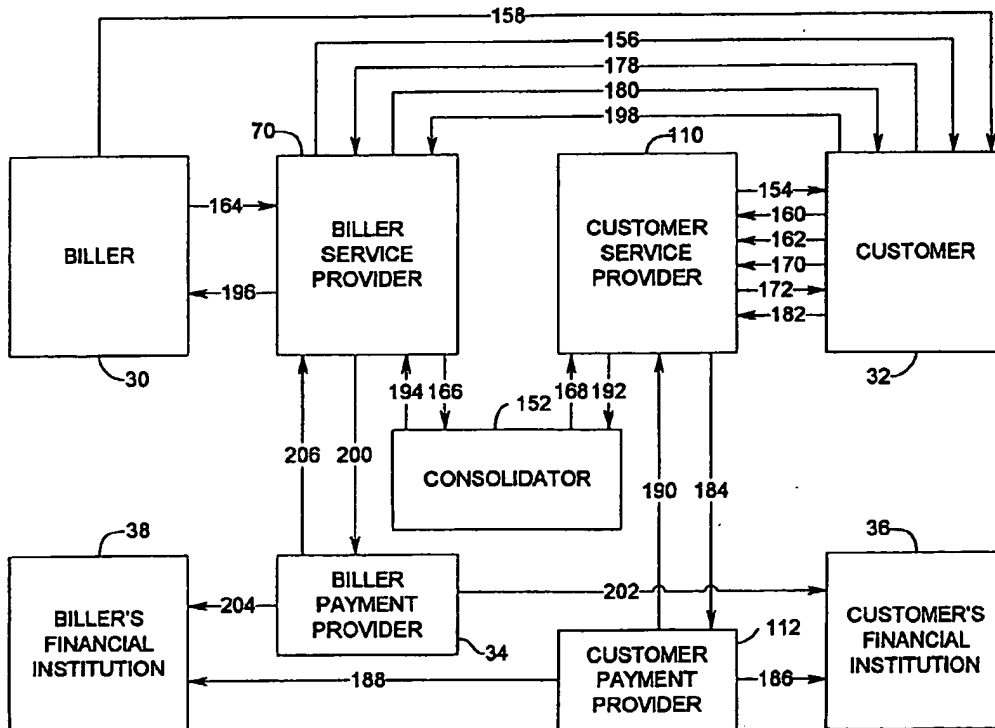 158
156
178
180
198
70
110
BILLER
164
196
30
BILLER
SERVICE
PROVIDER
CUSTOMER
SERVICE
PROVIDER
154
160
162
170
172
182
CUSTOMER
32
194
166
168
192
152
CONSOLIDATOR
206
200
190
184
38
BILLER'S
FINANCIAL
INSTITUTION
204
BILLER
PAYMENT
PROVIDER
34
202
36
CUSTOMER'S
FINANCIAL
INSTITUTION
188
CUSTOMER
PAYMENT
PROVIDER
112
186